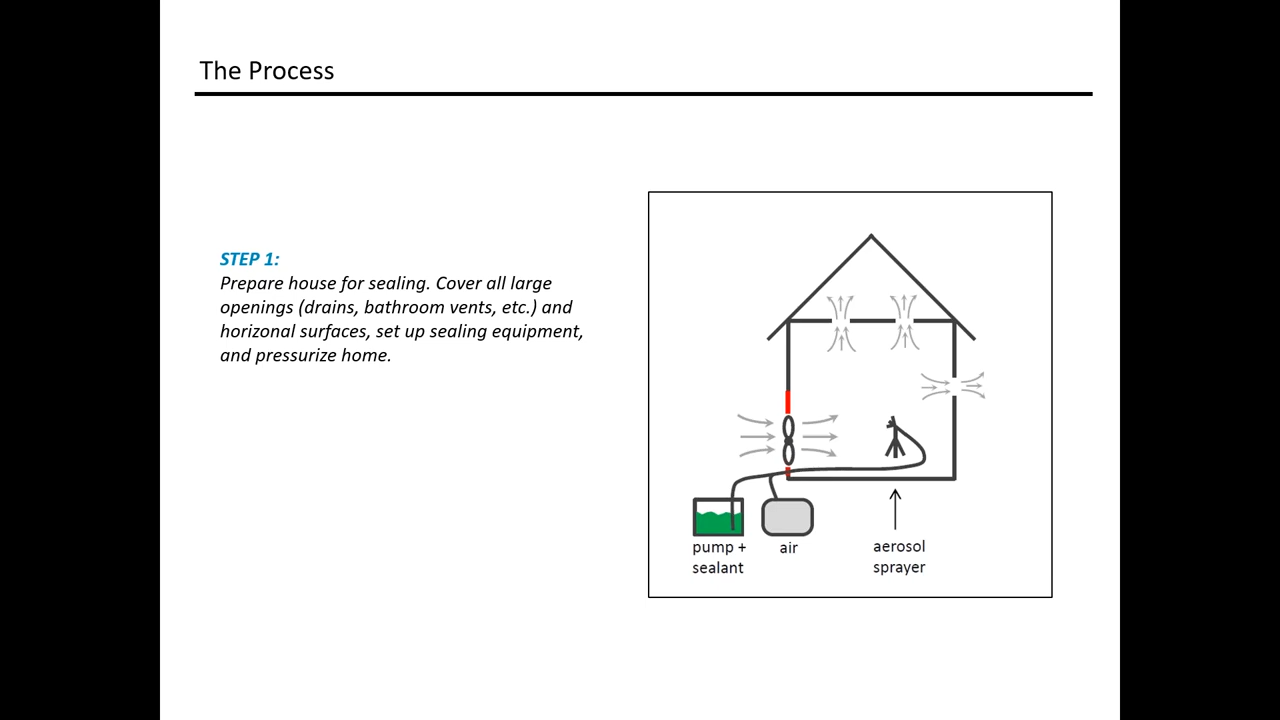 The Process
STEP 1:
Prepare house for sealing. Cover all large
openings (drains, bathroom vents, etc.) and
horizonal surfaces, set up sealing equipment,
and pressurize home.
pump +
sealant
air
aerosol
sprayer